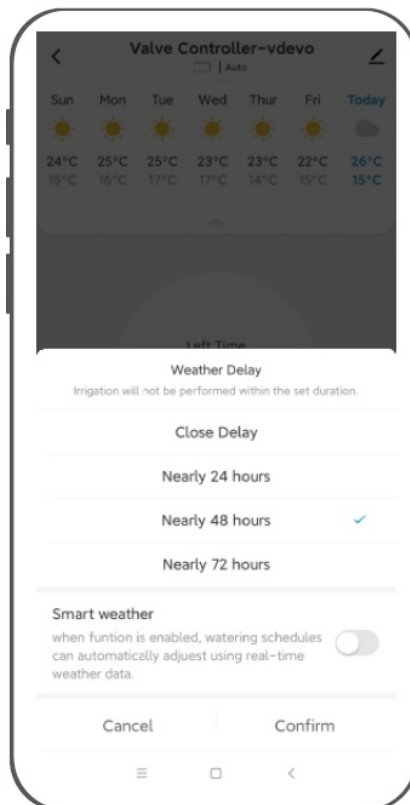 Valve Controller-vdevo
| Auto
Sun Mon Tue Wed Thur Fri Today
24°C 25°C 25°C 23°C 23°C 22°C 26°C
15°C 16°C 17°C 17°C 14°C 15°C 15°C
Left Time
Weather Delay
Irrigation will not be performed within the set duration.
Close Delay
Nearly 24 hours
Nearly 48 hours
Nearly 72 hours
Smart weather
when funtion is enabled, watering schedules
can automatically adjuest using real-time
weather data.
Cancel Confirm